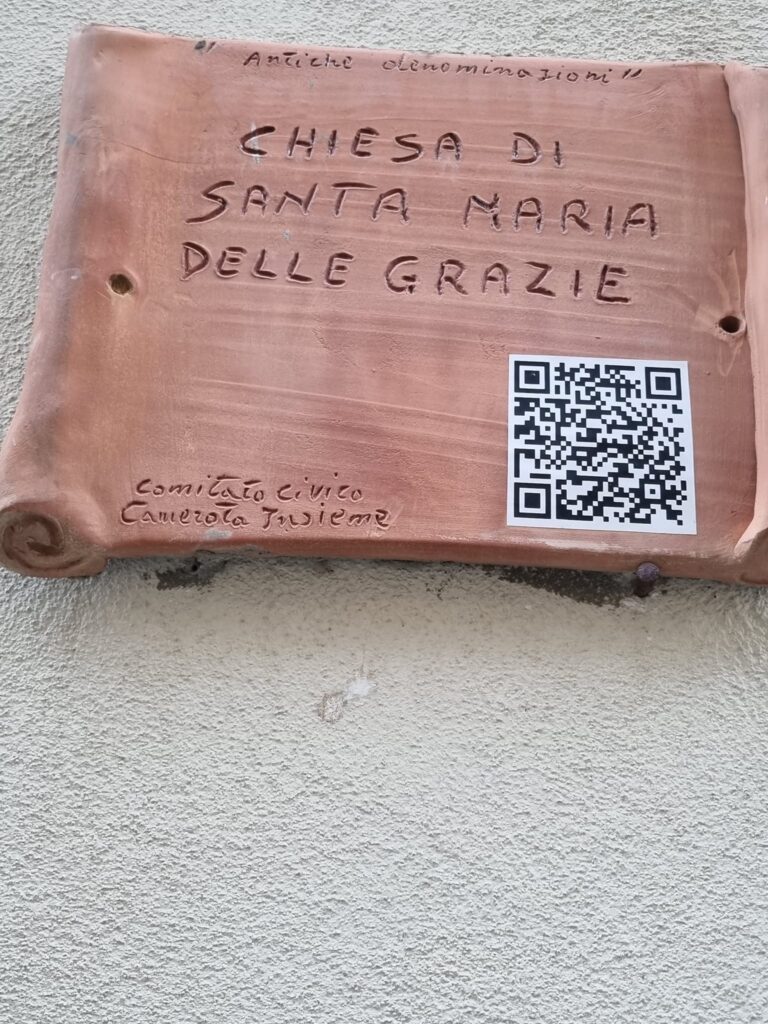 "Antiche denominazioni"
CHIESA DI
SANTA MARIA
DELLE GRAZIE
Comitato Civico
Camerota Insieme